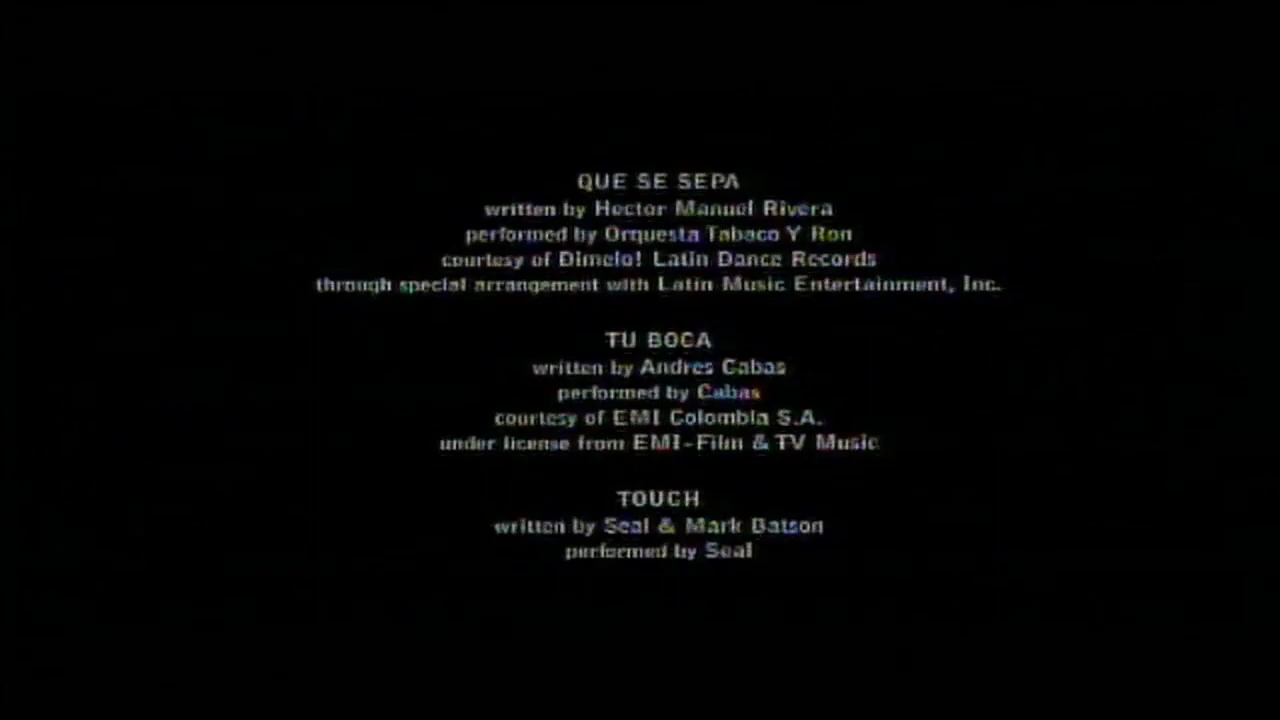 QUE SE SEPA
written by Hector Manuel Rivera
performed by Orquesta Tabaco Y Ron
courtesy of Dimelo! Latin Dance Records
through special arrangement with Latin Music Entertainment, Inc.
TU BOCA
written by Andres Cabas
performed by Cabas
courtesy of EMI Colombia S.A.
under license from EMI-Film & TV Music
TOUCH
written by Seal & Mark Batson
performed by Seal